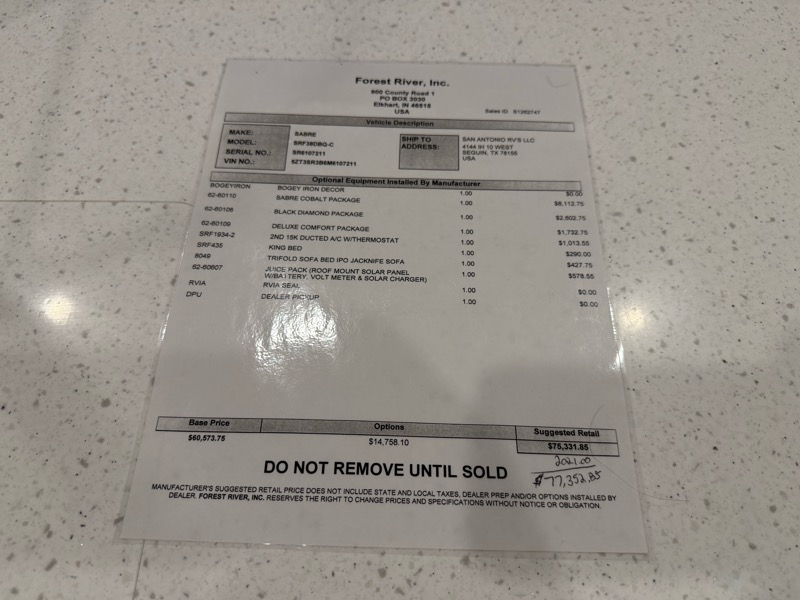 Forest River, Inc.
900 County Road 1
PO BOX 3030
Elkhart, IN 46515
USA
Sales ID 61262747
Vehicle Description
MAKE: SABRE
MODEL: SRF38DBQ-C
SERIAL NO.: SR6107211
VIN NO.: 5ZT3SR3B6M6107211
SHIP TO ADDRESS:
SAN ANTONIO RV'S LLC
4144 IH 10 WEST
SEGUIN, TX 78155
USA
Optional Equipment Installed By Manufacturer
BOGEYIRON BOGEY IRON DECOR 1.00 $0.00
62-60110 SABRE COBALT PACKAGE 1.00 $8,112.75
62-60108 BLACK DIAMOND PACKAGE 1.00 $2,602.75
62-60109 DELUXE COMFORT PACKAGE 1.00 $1,732.75
SRF1934-2 2ND 15K DUCTED A/C W/THERMOSTAT 1.00 $1,013.55
SRF435 KING BED 1.00 $290.00
8049 TRIFOLD SOFA BED IPO JACKNIFE SOFA 1.00 $427.75
62-60607 JUICE PACK (ROOF MOUNT SOLAR PANEL 1.00 $578.55
W/BATTERY, VOLT METER & SOLAR CHARGER)
RVIA RVIA SEAL 1.00 $0.00
DPU DEALER PICKUP 1.00 $0.00
Base Price Options Suggested Retail
$60,573.75 $14,758.10 $75,331.85
2021.00
$77,352.85
DO NOT REMOVE UNTIL SOLD
MANUFACTURER'S SUGGESTED RETAIL PRICE DOES NOT INCLUDE STATE AND LOCAL TAXES, DEALER PREP AND/OR OPTIONS INSTALLED BY
DEALER. FOREST RIVER, INC. RESERVES THE RIGHT TO CHANGE PRICES AND SPECIFICATIONS WITHOUT NOTICE OR OBLIGATION.